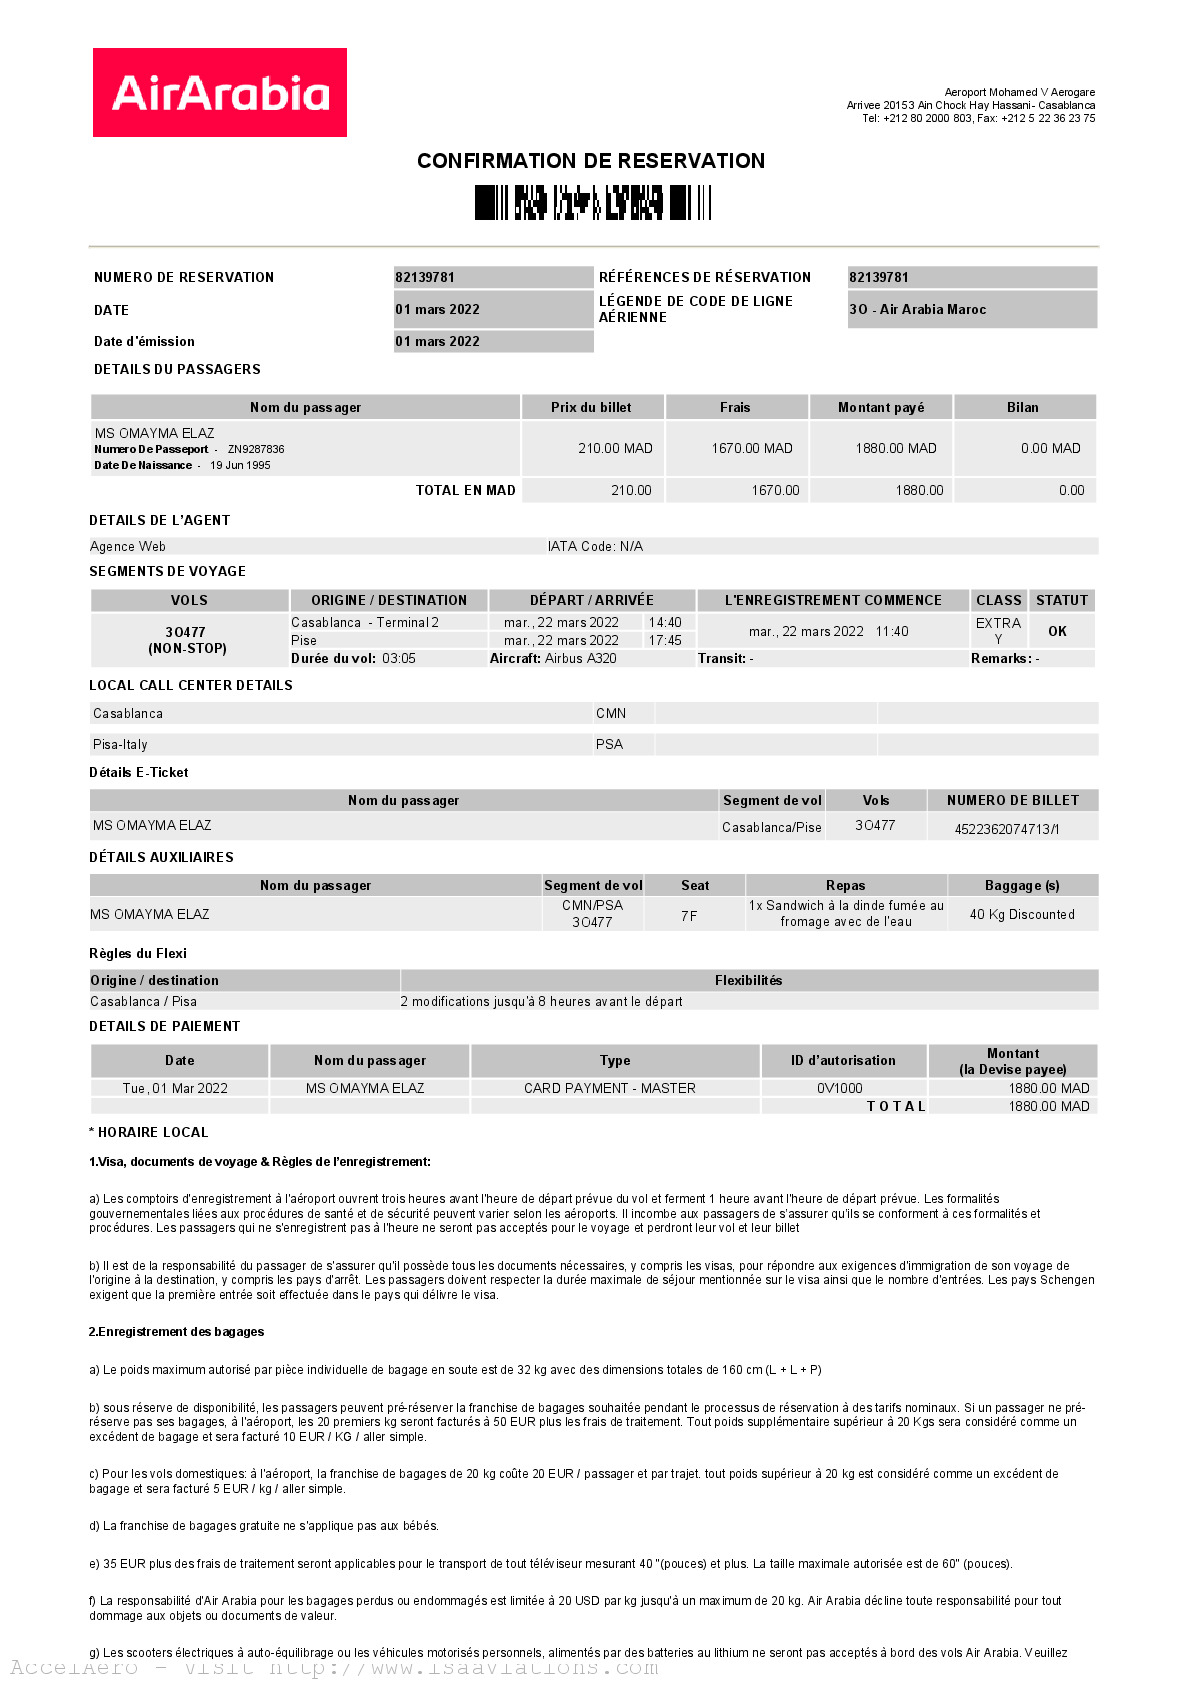 AirArabia
Aeroport Mohamed V Aerogare
Arrivee 20153 Ain Chock Hay Hassani- Casablanca
Tel: +212 80 2000 803, Fax: +212 5 22 36 23 75
CONFIRMATION DE RESERVATION
NUMERO DE RESERVATION 82139781 RÉFÉRENCES DE RÉSERVATION 82139781
DATE 01 mars 2022 LÉGENDE DE CODE DE LIGNE AÉRIENNE 3O - Air Arabia Maroc
Date d'émission 01 mars 2022
DETAILS DU PASSAGERS
Nom du passager Prix du billet Frais Montant payé Bilan
MS OMAYMA ELAZ
Numero De Passeport - ZN9287836 210.00 MAD 1670.00 MAD 1880.00 MAD 0.00 MAD
Date De Naissance - 19 Jun 1995
TOTAL EN MAD 210.00 1670.00 1880.00 0.00
DETAILS DE L'AGENT
Agence Web IATA Code: N/A
SEGMENTS DE VOYAGE
VOLS ORIGINE / DESTINATION DÉPART / ARRIVÉE L'ENREGISTREMENT COMMENCE CLASS STATUT
3O477 (NON-STOP) Casablanca - Terminal 2 mar., 22 mars 2022 14:40 mar., 22 mars 2022 11:40 EXTRA Y OK
Pise mar., 22 mars 2022 17:45
Durée du vol: 03:05 Aircraft: Airbus A320 Transit: - Remarks: -
LOCAL CALL CENTER DETAILS
Casablanca CMN
Pisa-Italy PSA
Détails E-Ticket
Nom du passager Segment de vol Vols NUMERO DE BILLET
MS OMAYMA ELAZ Casablanca/Pise 3O477 4522362074713/1
DÉTAILS AUXILIAIRES
Nom du passager Segment de vol Seat Repas Baggage (s)
MS OMAYMA ELAZ CMN/PSA 3O477 7F 1x Sandwich à la dinde fumée au fromage avec de l'eau 40 Kg Discounted
Règles du Flexi
Origine / destination Flexibilités
Casablanca / Pisa 2 modifications jusqu'à 8 heures avant le départ
DETAILS DE PAIEMENT
Date Nom du passager Type ID d'autorisation Montant (la Devise payee)
Tue, 01 Mar 2022 MS OMAYMA ELAZ CARD PAYMENT - MASTER 0V1000 1880.00 MAD
T O T A L 1880.00 MAD
* HORAIRE LOCAL
1.Visa, documents de voyage & Règles de l'enregistrement:
a) Les comptoirs d'enregistrement à l'aéroport ouvrent trois heures avant l'heure de départ prévue du vol et ferment 1 heure avant l'heure de départ prévue. Les formalités
gouvernementales liées aux procédures de santé et de sécurité peuvent varier selon les aéroports. Il incombe aux passagers de s'assurer qu'ils se conforment à ces formalités et
procédures. Les passagers qui ne s'enregistrent pas à l'heure ne seront pas acceptés pour le voyage et perdront leur vol et leur billet
b) Il est de la responsabilité du passager de s'assurer qu'il possède tous les documents nécessaires, y compris les visas, pour répondre aux exigences d'immigration de son voyage de
l'origine à la destination, y compris les pays d'arrêt. Les passagers doivent respecter la durée maximale de séjour mentionnée sur le visa ainsi que le nombre d'entrées. Les pays Schengen
exigent que la première entrée soit effectuée dans le pays qui délivre le visa.
2.Enregistrement des bagages
a) Le poids maximum autorisé par pièce individuelle de bagage en soute est de 32 kg avec des dimensions totales de 160 cm (L + L + P)
b) sous réserve de disponibilité, les passagers peuvent pré-réserver la franchise de bagages souhaitée pendant le processus de réservation à des tarifs nominaux. Si un passager ne pré-
réserve pas ses bagages, à l'aéroport, les 20 premiers kg seront facturés à 50 EUR plus les frais de traitement. Tout poids supplémentaire supérieur à 20 Kgs sera considéré comme un
excédent de bagage et sera facturé 10 EUR / KG / aller simple.
c) Pour les vols domestiques: à l'aéroport, la franchise de bagages de 20 kg coûte 20 EUR / passager et par trajet. tout poids supérieur à 20 kg est considéré comme un excédent de
bagage et sera facturé 5 EUR / kg / aller simple.
d) La franchise de bagages gratuite ne s'applique pas aux bébés.
e) 35 EUR plus des frais de traitement seront applicables pour le transport de tout téléviseur mesurant 40 "(pouces) et plus. La taille maximale autorisée est de 60" (pouces).
f) La responsabilité d'Air Arabia pour les bagages perdus ou endommagés est limitée à 20 USD par kg jusqu'à un maximum de 20 kg. Air Arabia décline toute responsabilité pour tout
dommage aux objets ou documents de valeur.
g) Les scooters électriques à auto-équilibrage ou les véhicules motorisés personnels, alimentés par des batteries au lithium ne seront pas acceptés à bord des vols Air Arabia. Veuillez
AccelAero - Visit http://www.isaaviations.com